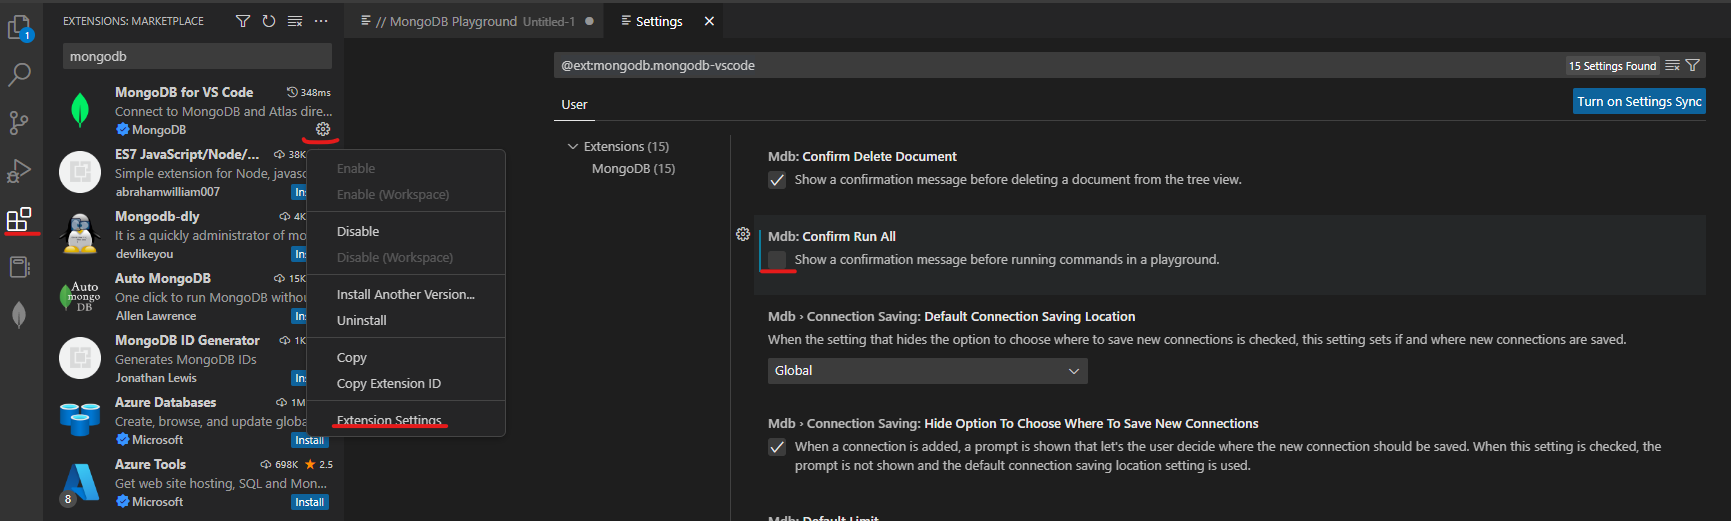 EXTENSIONS: MARKETPLACE
mongodb
MongoDB for VS Code 348ms
Connect to MongoDB and Atlas dire...
MongoDB
ES7 JavaScript/Node/... 38K
Simple extension for Node, javasc
abrahamwilliam007 Ins
Mongodb-dly 4K
It is a quickly administrator of mo
devlikeyou Ins
Auto MongoDB 15K
One click to run MongoDB withou
Allen Lawrence Ins
Auto
mongo
DB
MongoDB ID Generator 1K
Generates MongoDB IDs
Jonathan Lewis Ins
Azure Databases 1M
Create, browse, and update globa
Microsoft Install
Azure Tools 698K 2.5
Get web site hosting, SQL and Mon...
Microsoft Install
1
8
Enable
Enable (Workspace)
Disable
Disable (Workspace)
Install Another Version...
Uninstall
Copy
Copy Extension ID
Extension Settings
// MongoDB Playground Untitled-1
Settings
@ext:mongodb.mongodb-vscode
15 Settings Found
User
Turn on Settings Sync
Extensions (15)
MongoDB (15)
Mdb: Confirm Delete Document
Show a confirmation message before deleting a document from the tree view.
Mdb: Confirm Run All
Show a confirmation message before running commands in a playground.
Mdb › Connection Saving: Default Connection Saving Location
When the setting that hides the option to choose where to save new connections is checked, this setting sets if and where new connections are saved.
Global
Mdb › Connection Saving: Hide Option To Choose Where To Save New Connections
When a connection is added, a prompt is shown that let's the user decide where the new connection should be saved. When this setting is checked, the
prompt is not shown and the default connection saving location setting is used.
Mdb: Default Limit